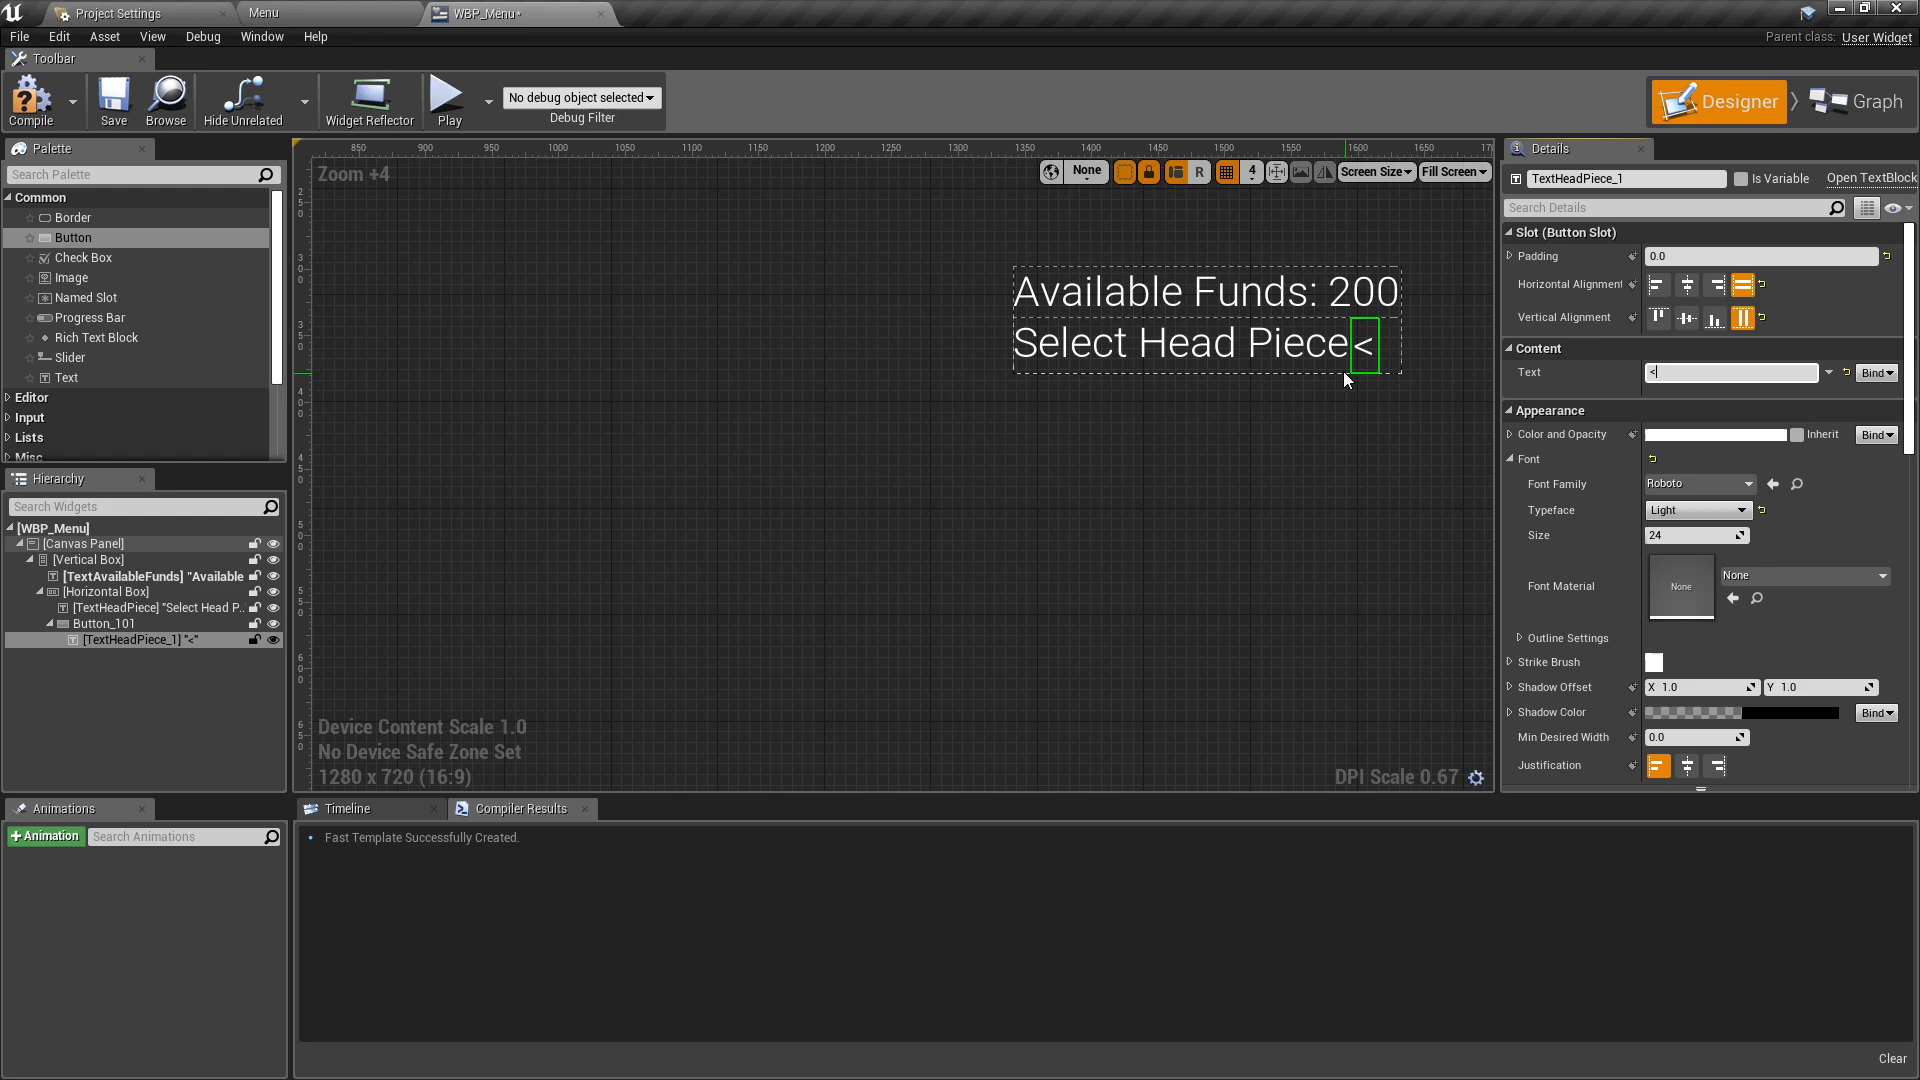 Project Settings
Menu
WBP_Menu*
File Edit Asset View Debug Window Help
Parent class: User Widget
Toolbar
Compile
Save
Browse
Hide Unrelated
Widget Reflector
Play
No debug object selected
Debug Filter
Designer
Graph
Palette
Search Palette
Common
Border
Button
Check Box
Image
Named Slot
Progress Bar
Rich Text Block
Slider
Text
Editor
Input
Lists
Misc
Hierarchy
Search Widgets
[WBP_Menu]
[Canvas Panel]
[Vertical Box]
[TextAvailableFunds] "Available
[Horizontal Box]
[TextHeadPiece] "Select Head P..
Button_101
[TextHeadPiece_1] "<"
Animations
+Animation
Search Animations
850 900 950 1000 1050 1100 1150 1200 1250 1300 1350 1400 1450 1500 1550 1600 1650
250
300
350
400
450
500
550
600
650
Zoom +4
None
R
4
Screen Size
Fill Screen
Available Funds: 200
Select Head Piece<
Device Content Scale 1.0
No Device Safe Zone Set
1280 x 720 (16:9)
DPI Scale 0.67
Timeline
Compiler Results
Fast Template Successfully Created.
Clear
Details
TextHeadPiece_1
Is Variable
Open TextBlock
Search Details
Slot (Button Slot)
Padding 0.0
Horizontal Alignment
Vertical Alignment
Content
Text < Bind
Appearance
Color and Opacity Inherit Bind
Font
Font Family Roboto
Typeface Light
Size 24
Font Material None None
Outline Settings
Strike Brush
Shadow Offset X 1.0 Y 1.0
Shadow Color Bind
Min Desired Width 0.0
Justification